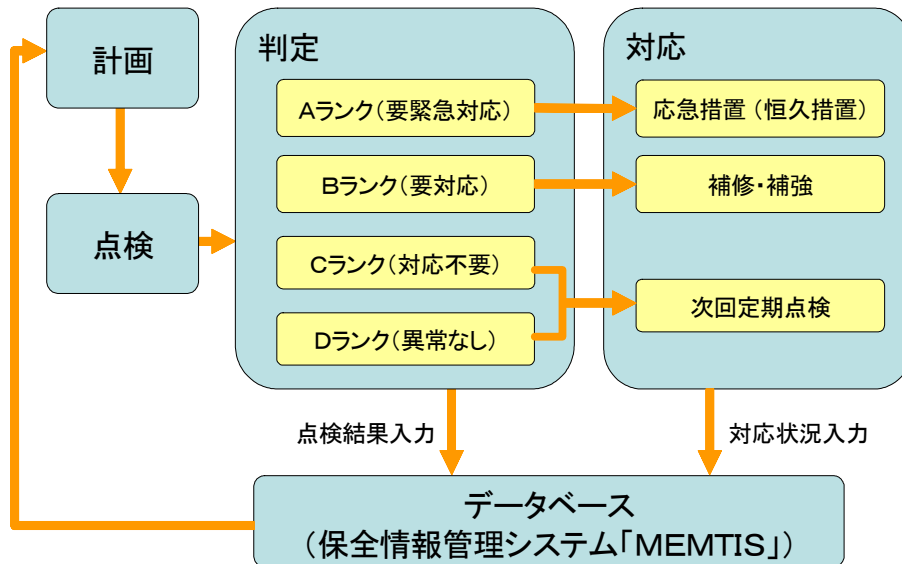 計画
点検
判定
Aランク(要緊急対応)
Bランク(要対応)
Cランク(対応不要)
Dランク(異常なし)
対応
応急措置(恒久措置)
補修・補強
次回定期点検
点検結果入力
対応状況入力
データベース
(保全情報管理システム「MEMTIS」)